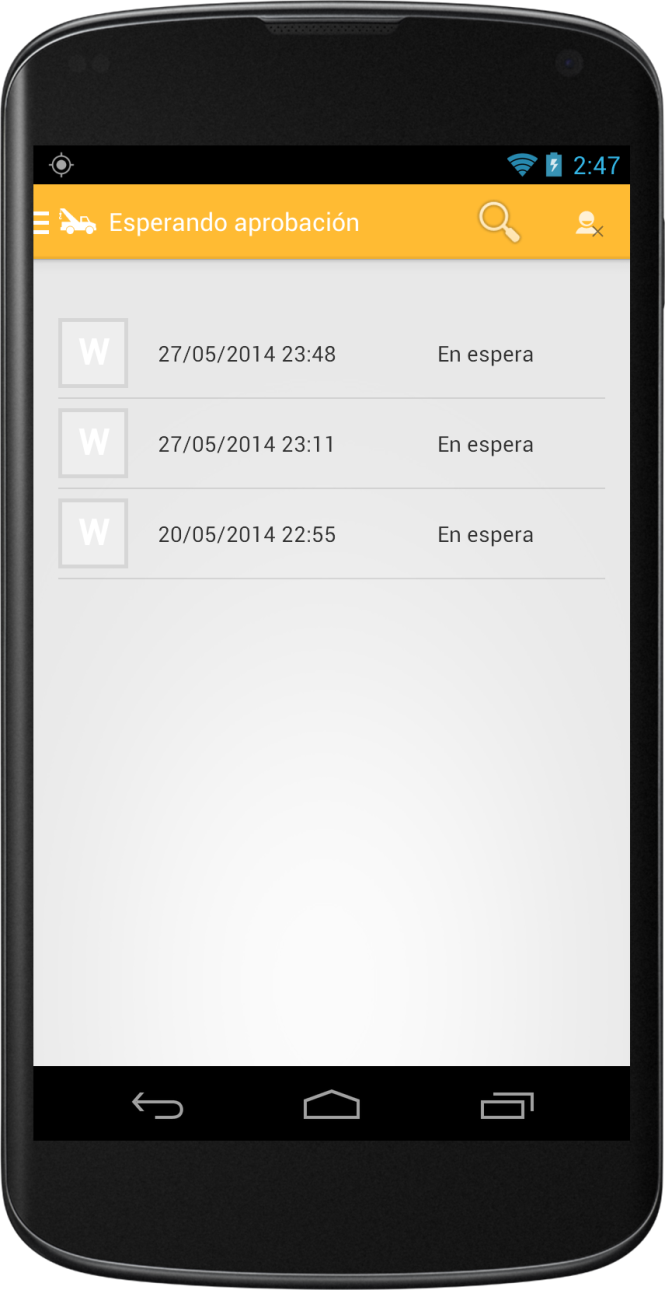 2:47
Esperando aprobación
W 27/05/2014 23:48 En espera
W 27/05/2014 23:11 En espera
W 20/05/2014 22:55 En espera